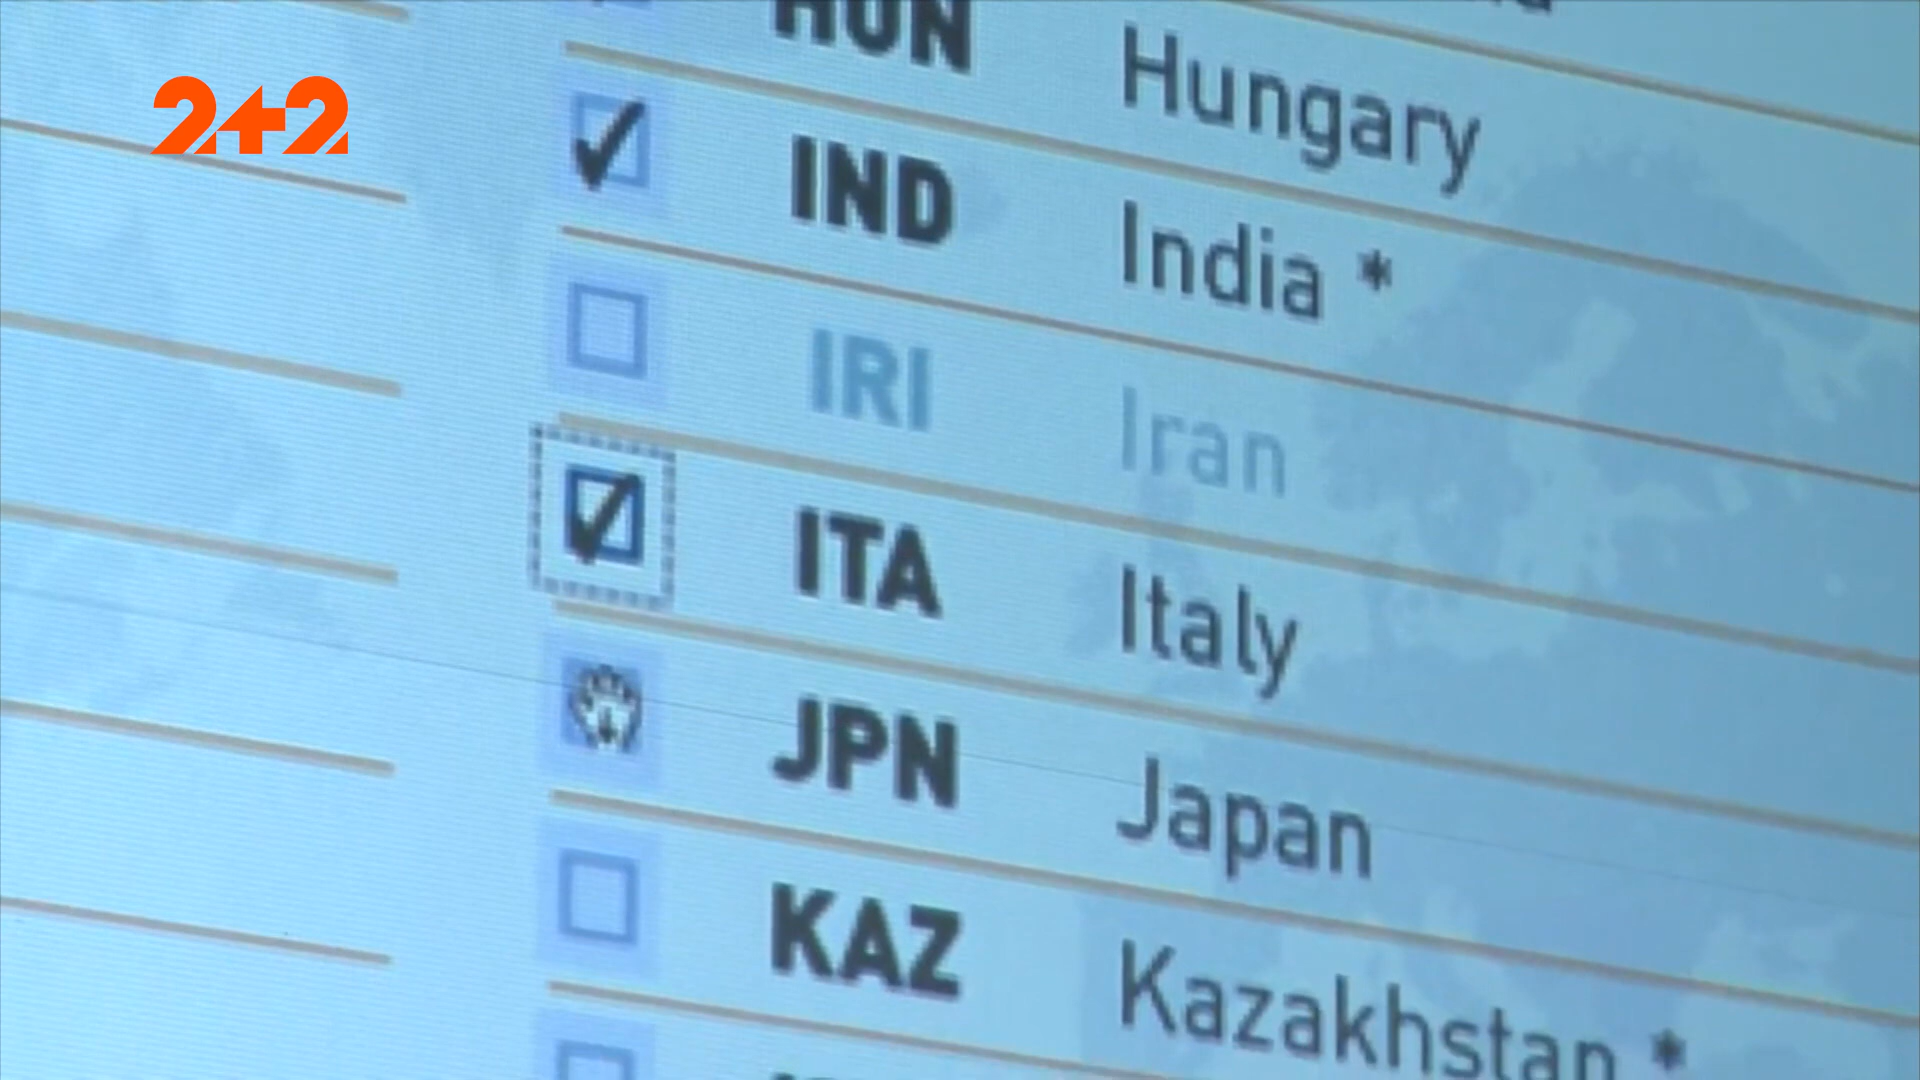 2+2
HUN Hungary
IND India *
IRI Iran
ITA Italy
JPN Japan
KAZ Kazakhstan *